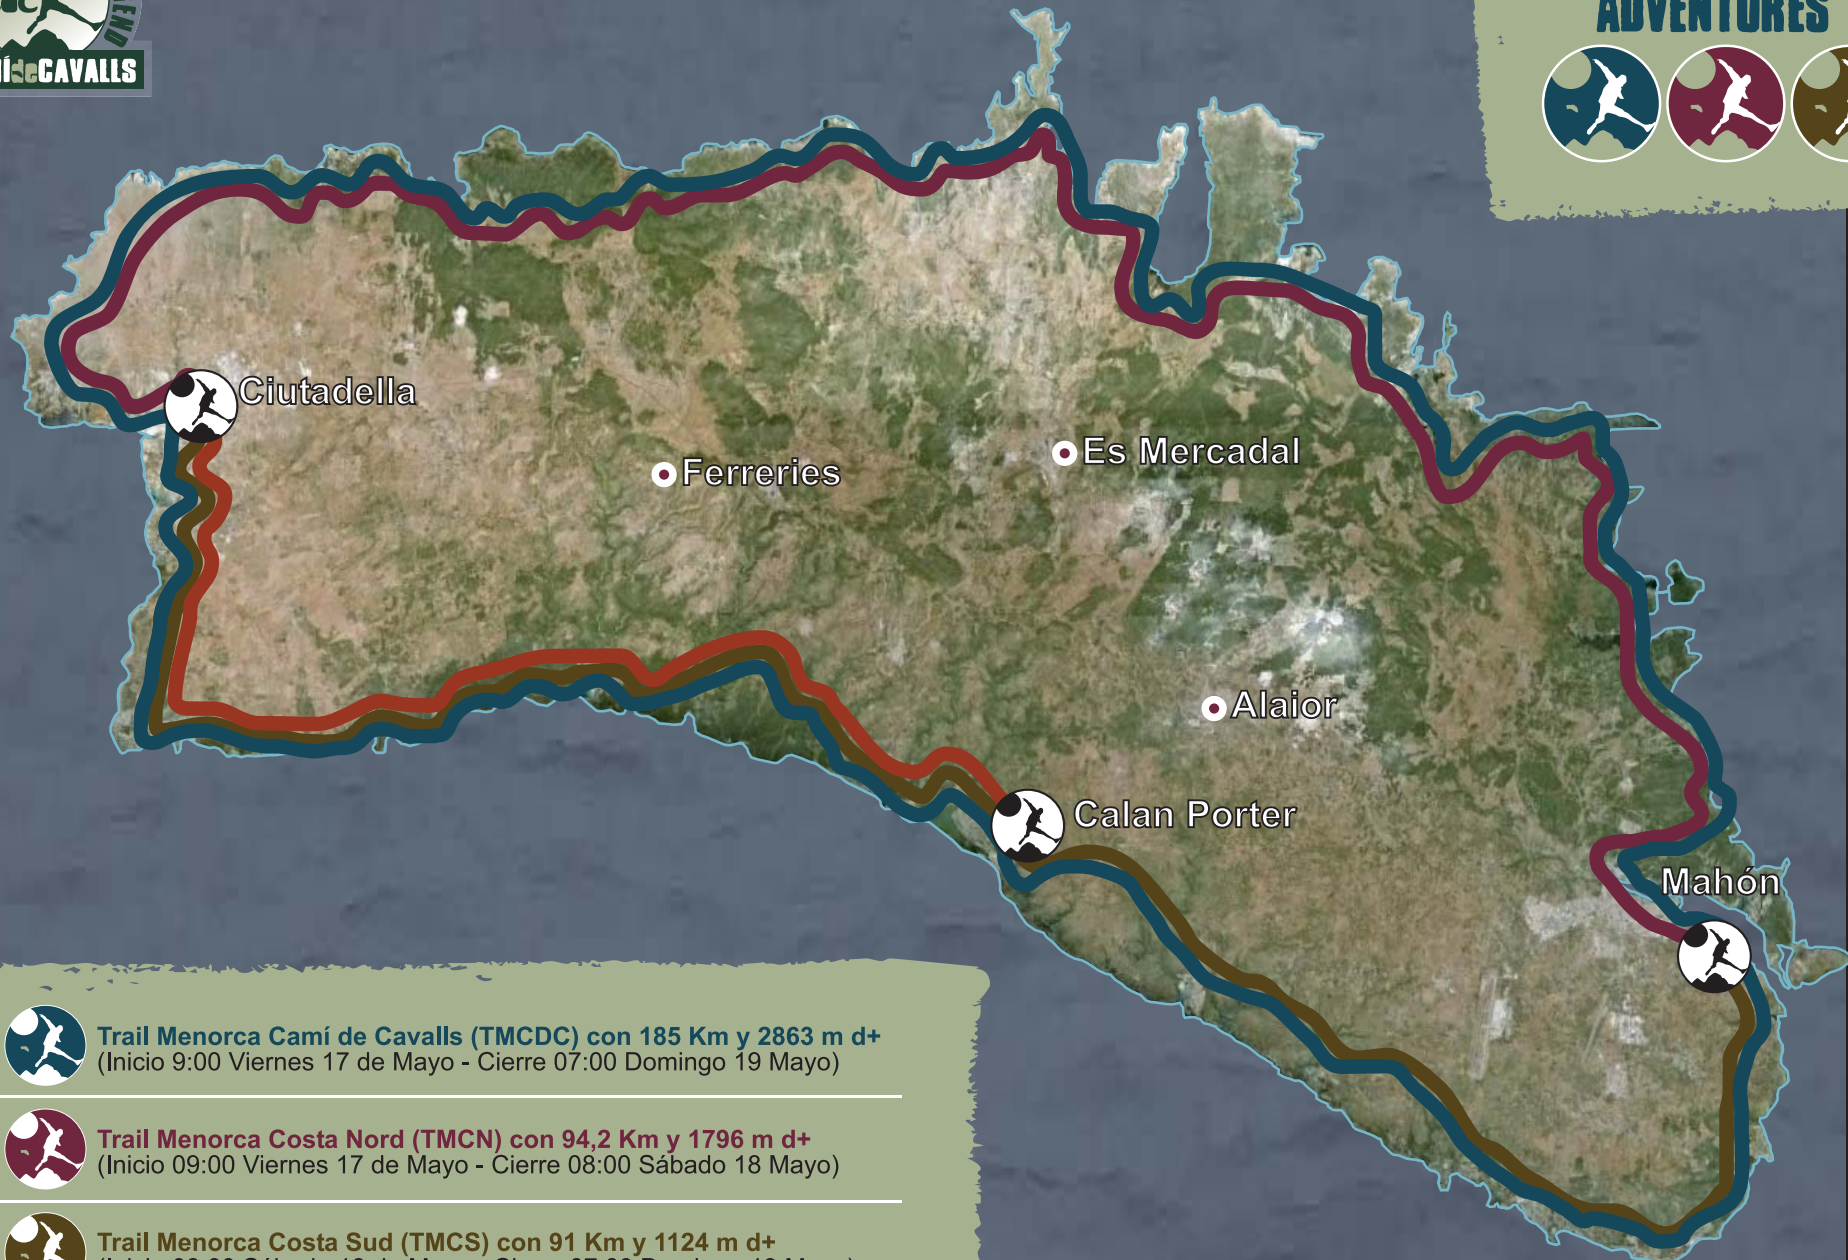 ADVENTURES
CAVALLS
Ciutadella
Ferreries
Es Mercadal
Alaior
Calan Porter
Mahón
Trail Menorca Camí de Cavalls (TMCDC) con 185 Km y 2863 m d+
(Inicio 9:00 Viernes 17 de Mayo - Cierre 07:00 Domingo 19 Mayo)
Trail Menorca Costa Nord (TMCN) con 94,2 Km y 1796 m d+
(Inicio 09:00 Viernes 17 de Mayo - Cierre 08:00 Sábado 18 Mayo)
Trail Menorca Costa Sud (TMCS) con 91 Km y 1124 m d+